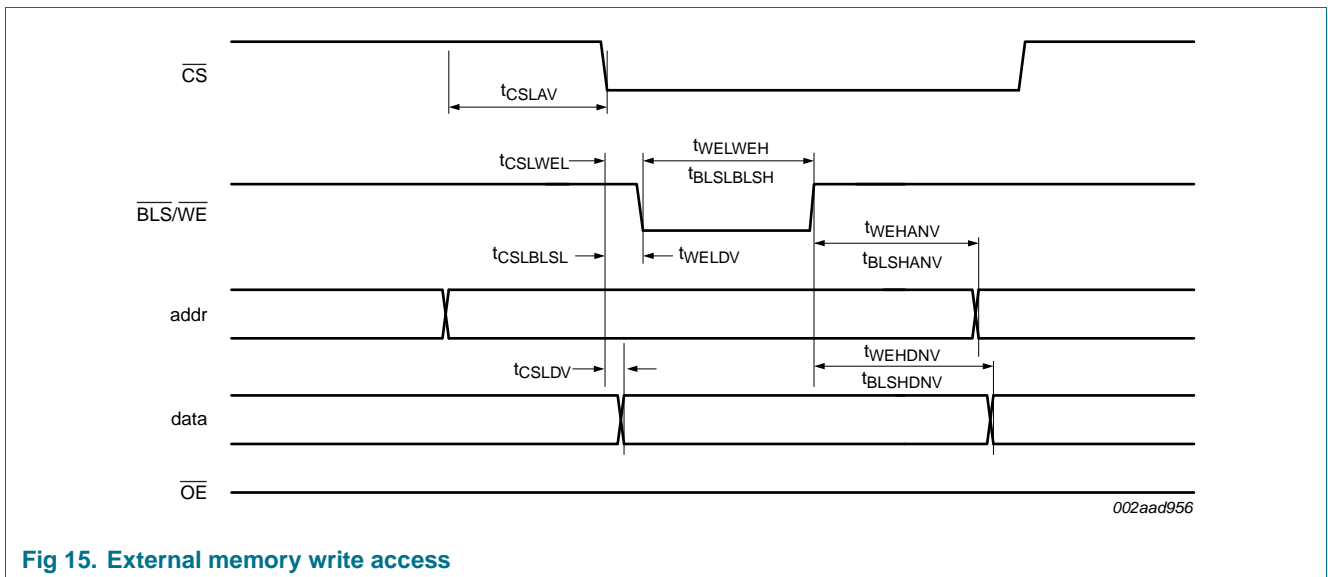 CS
tCSLAV
tCSLWEL
tWELWEH
tBLSLBLSH
BLS/WE
tWEHANV
tCSLBLSL
tWELDV
tBLSHANV
addr
tWEHDNV
tCSLDV
tBLSHDNV
data
OE
002aad956
Fig 15. External memory write access